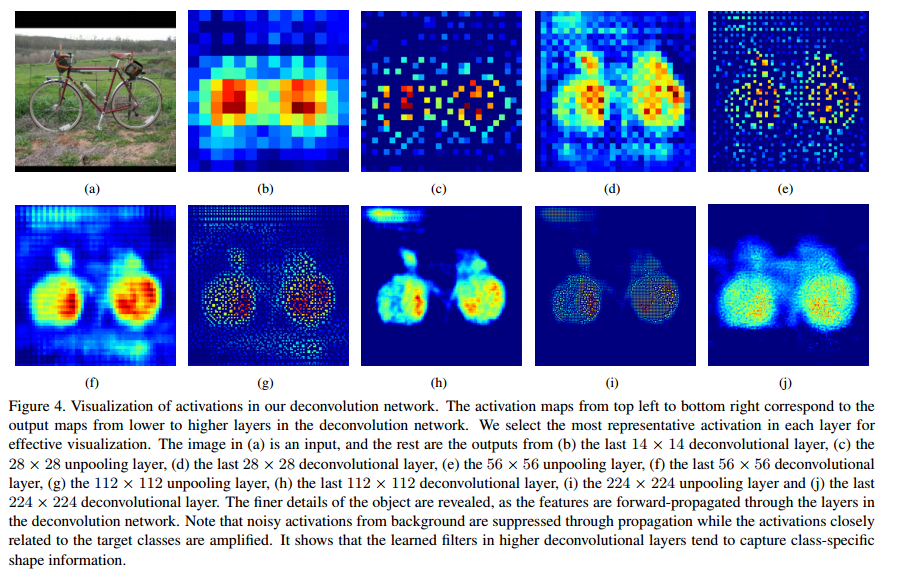 (a)
(b)
(c)
(d)
(e)
(f)
(g)
(h)
(i)
(j)
Figure 4. Visualization of activations in our deconvolution network. The activation maps from top left to bottom right correspond to the
output maps from lower to higher layers in the deconvolution network. We select the most representative activation in each layer for
effective visualization. The image in (a) is an input, and the rest are the outputs from (b) the last 14 × 14 deconvolutional layer, (c) the
28 × 28 unpooling layer, (d) the last 28 × 28 deconvolutional layer, (e) the 56 × 56 unpooling layer, (f) the last 56 × 56 deconvolutional
layer, (g) the 112 × 112 unpooling layer, (h) the last 112 × 112 deconvolutional layer, (i) the 224 × 224 unpooling layer and (j) the last
224 × 224 deconvolutional layer. The finer details of the object are revealed, as the features are forward-propagated through the layers in
the deconvolution network. Note that noisy activations from background are suppressed through propagation while the activations closely
related to the target classes are amplified. It shows that the learned filters in higher deconvolutional layers tend to capture class-specific
shape information.